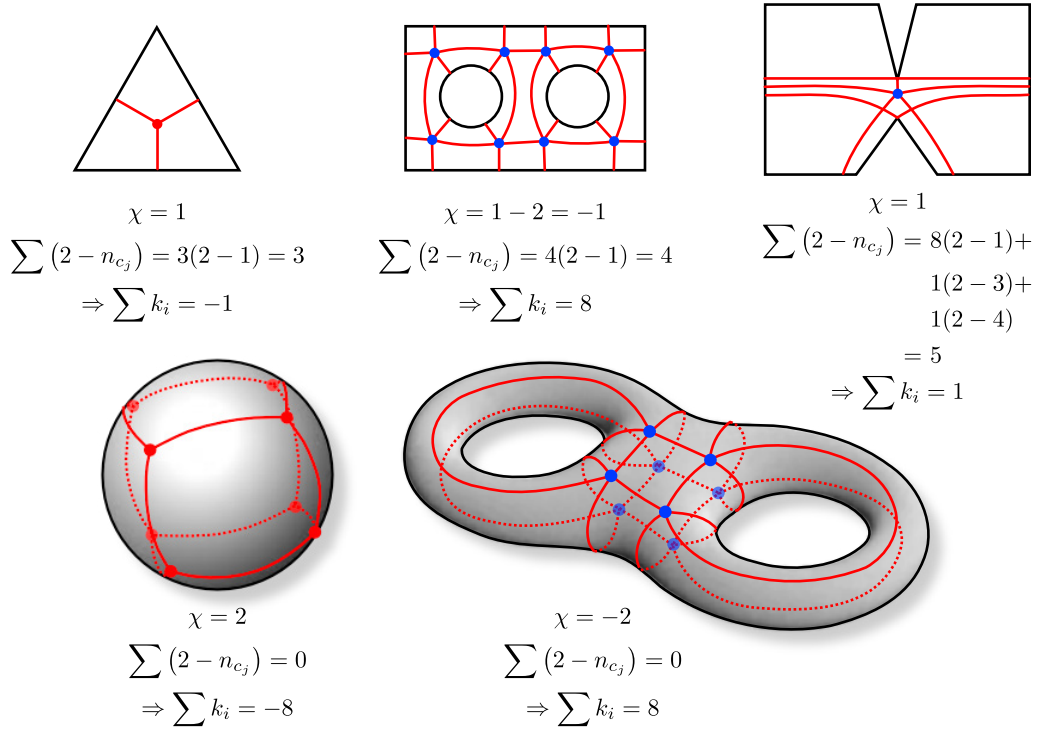 χ = 1
∑ (2 − n_{c_j}) = 3(2 − 1) = 3
⇒ ∑ k_i = −1
χ = 1 − 2 = −1
∑ (2 − n_{c_j}) = 4(2 − 1) = 4
⇒ ∑ k_i = 8
χ = 1
∑ (2 − n_{c_j}) = 8(2 − 1)+
1(2 − 3)+
1(2 − 4)
= 5
⇒ ∑ k_i = 1
χ = 2
∑ (2 − n_{c_j}) = 0
⇒ ∑ k_i = −8
χ = −2
∑ (2 − n_{c_j}) = 0
⇒ ∑ k_i = 8